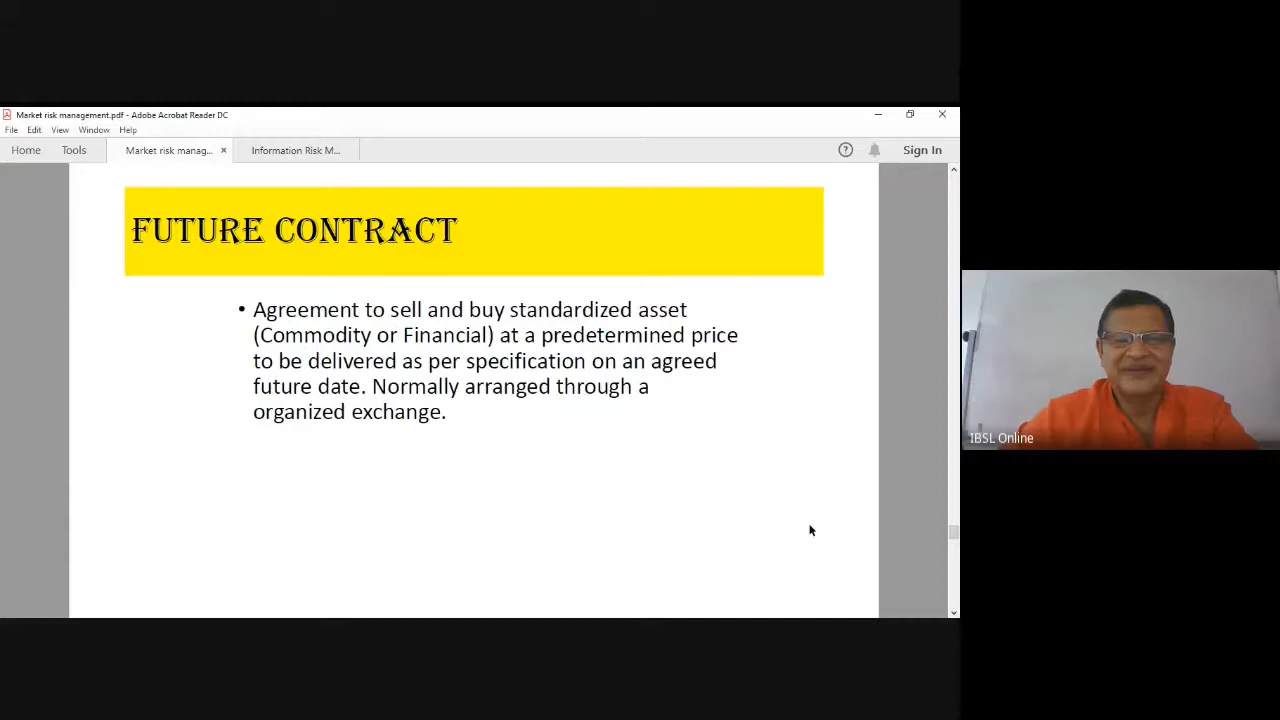 Market risk management.pdf - Adobe Acrobat Reader DC
File Edit View Window Help
Home Tools Market risk manag... × Information Risk M... Sign In
FUTURE CONTRACT
• Agreement to sell and buy standardized asset
(Commodity or Financial) at a predetermined price
to be delivered as per specification on an agreed
future date. Normally arranged through a
organized exchange.
IBSL Online